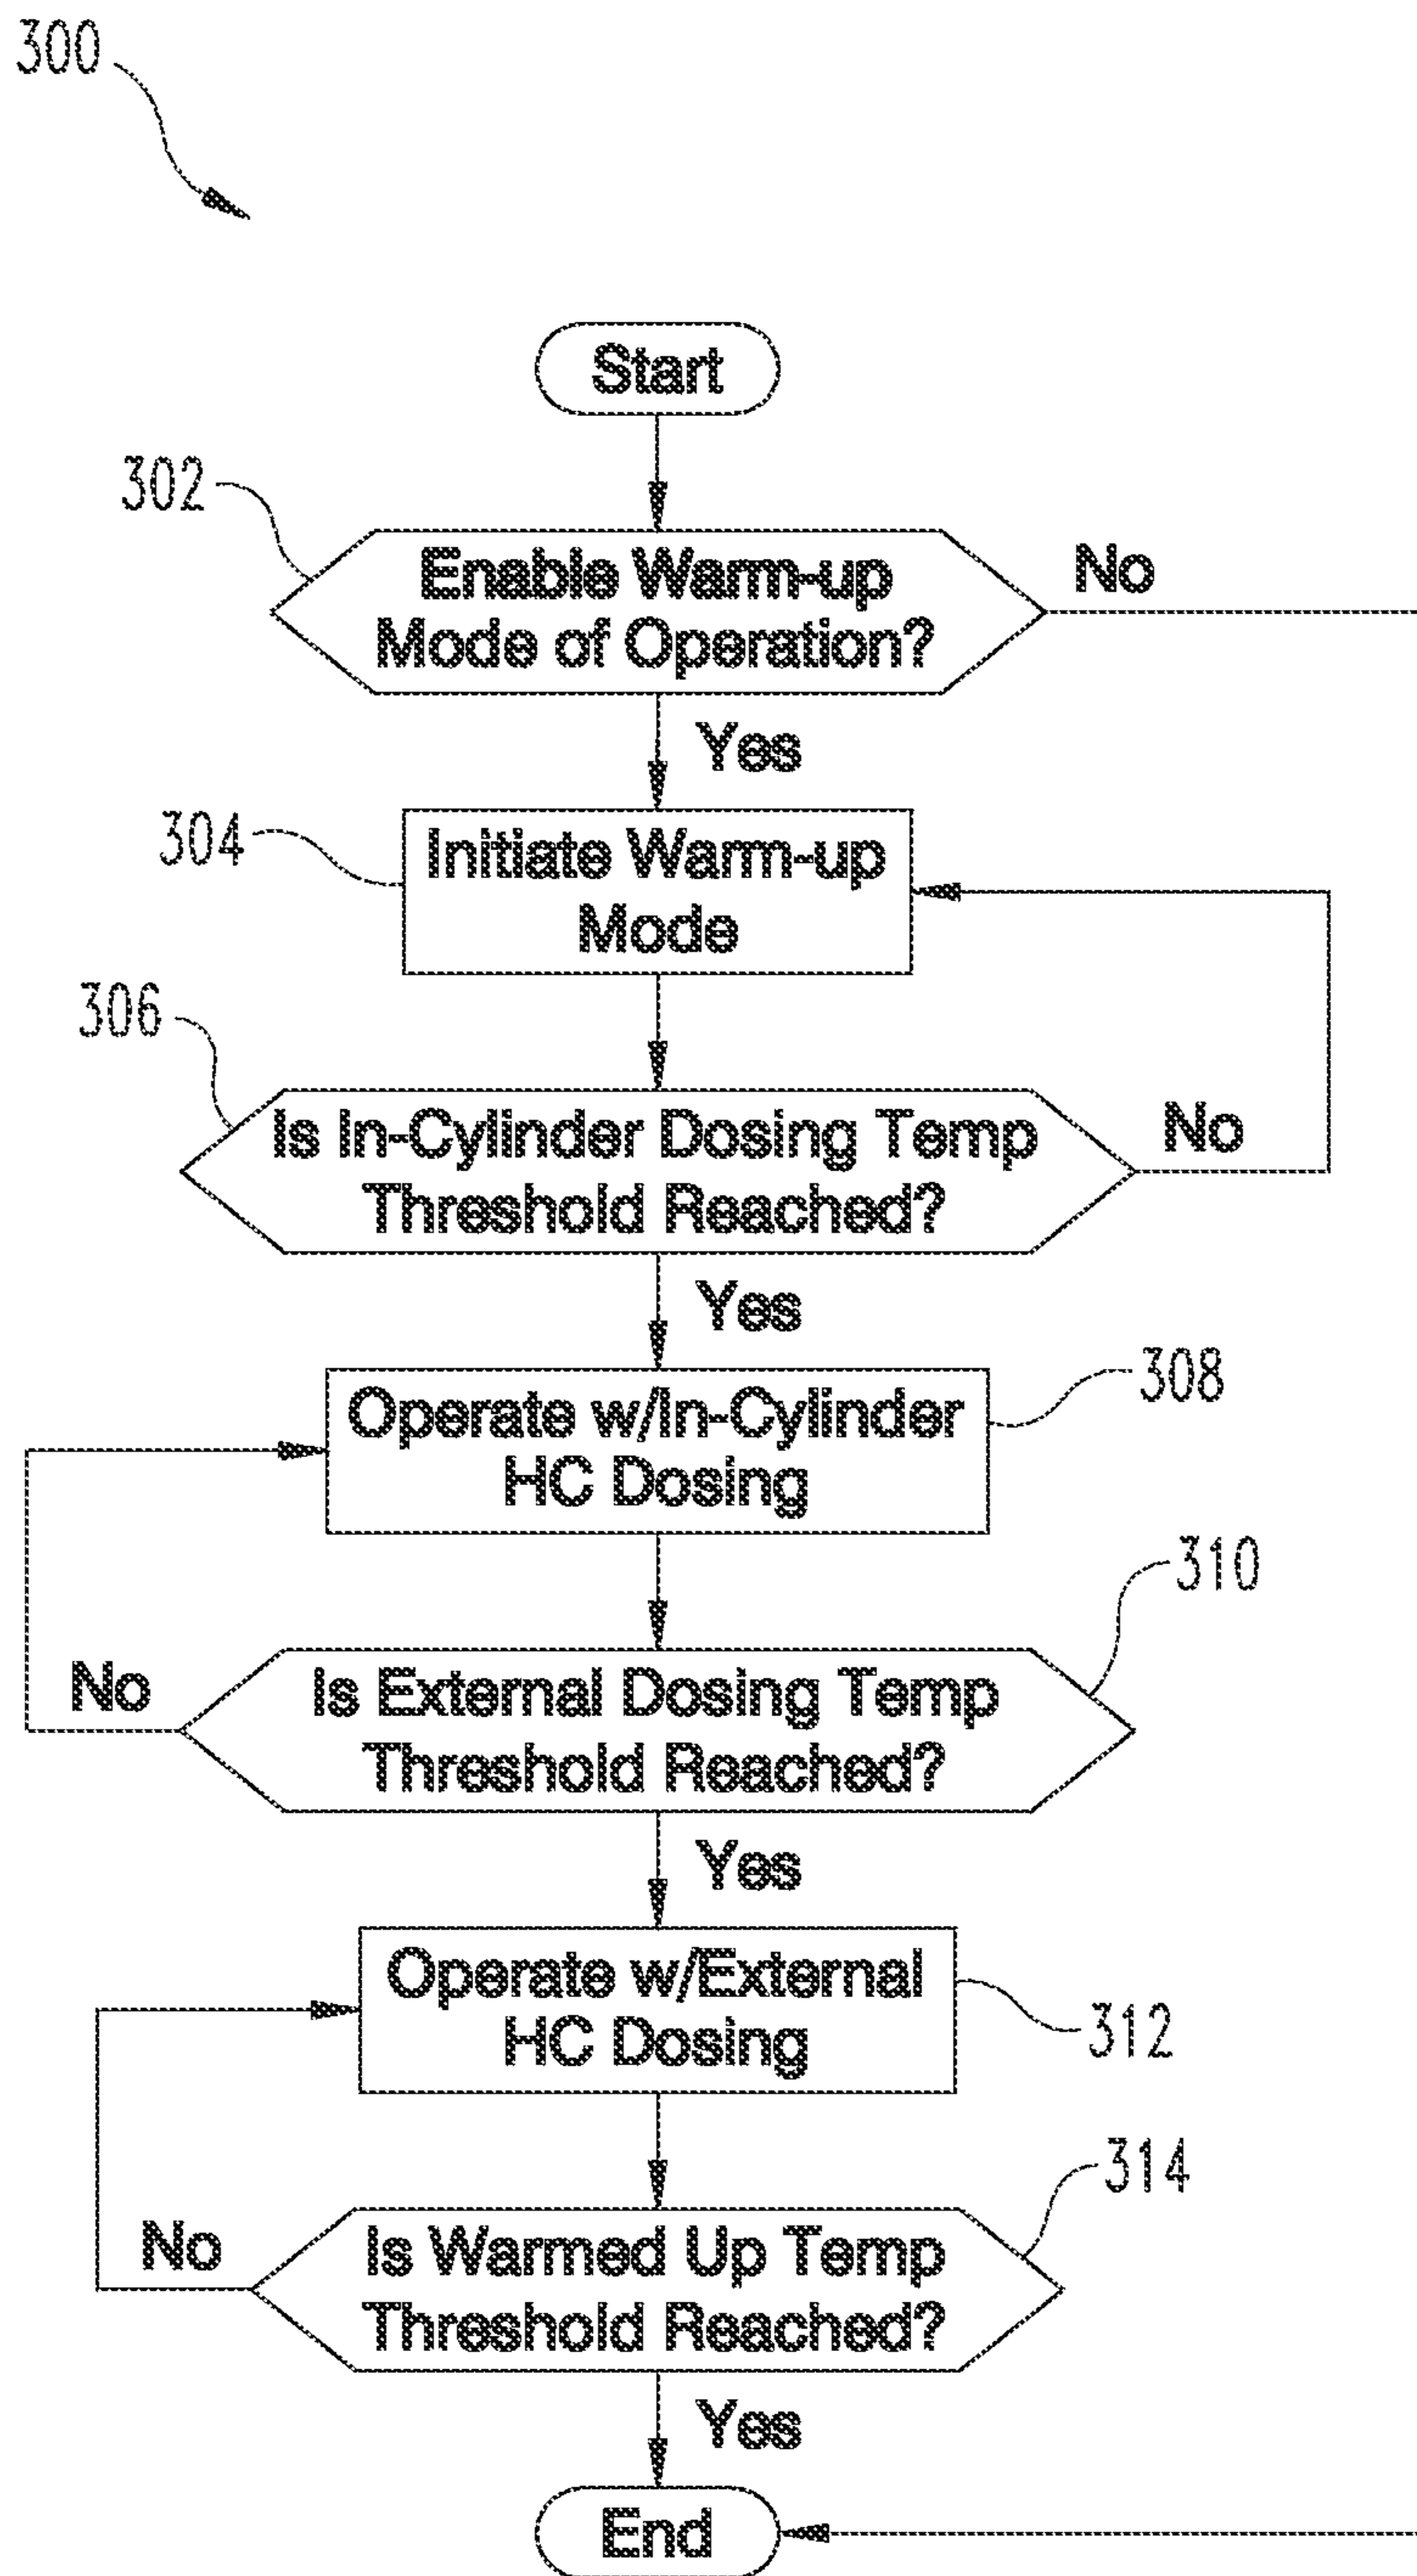 300
Start
302
Enable Warm-up
Mode of Operation?
No
Yes
304
Initiate Warm-up
Mode
306
Is In-Cylinder Dosing Temp
Threshold Reached?
No
Yes
308
Operate w/In-Cylinder
HC Dosing
310
Is External Dosing Temp
Threshold Reached?
No
Yes
Operate w/External
HC Dosing
312
314
Is Warmed Up Temp
Threshold Reached?
No
Yes
End